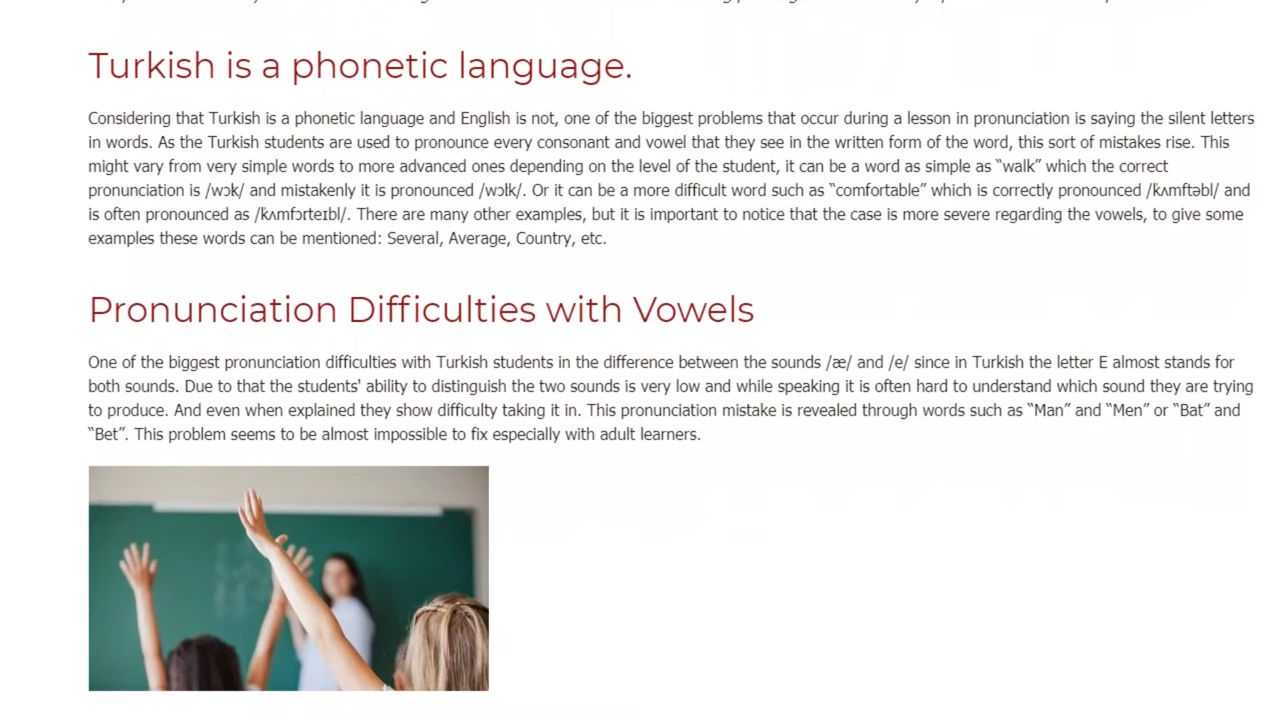 Turkish is a phonetic language.
Considering that Turkish is a phonetic language and English is not, one of the biggest problems that occur during a lesson in pronunciation is saying the silent letters
in words. As the Turkish students are used to pronounce every consonant and vowel that they see in the written form of the word, this sort of mistakes rise. This
might vary from very simple words to more advanced ones depending on the level of the student, it can be a word as simple as “walk” which the correct
pronunciation is /wɔk/ and mistakenly it is pronounced /wɔlk/. Or it can be a more difficult word such as “comfortable” which is correctly pronounced /kʌmftəbl/ and
is often pronounced as /kʌmfɔrteɪbl/. There are many other examples, but it is important to notice that the case is more severe regarding the vowels, to give some
examples these words can be mentioned: Several, Average, Country, etc.
Pronunciation Difficulties with Vowels
One of the biggest pronunciation difficulties with Turkish students in the difference between the sounds /æ/ and /e/ since in Turkish the letter E almost stands for
both sounds. Due to that the students' ability to distinguish the two sounds is very low and while speaking it is often hard to understand which sound they are trying
to produce. And even when explained they show difficulty taking it in. This pronunciation mistake is revealed through words such as “Man” and “Men” or “Bat” and
“Bet”. This problem seems to be almost impossible to fix especially with adult learners.